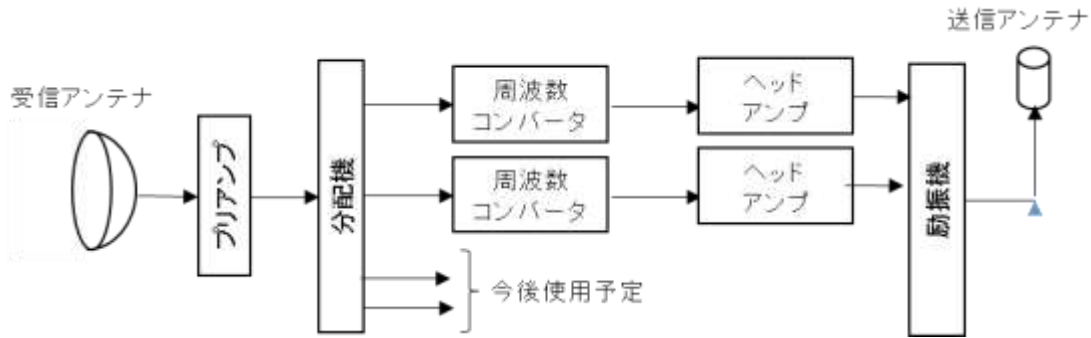 送信アンテナ
受信アンテナ
プリアンプ
分配機
周波数
コンバータ
ヘッド
アンプ
周波数
コンバータ
ヘッド
アンプ
励振機
今後使用予定